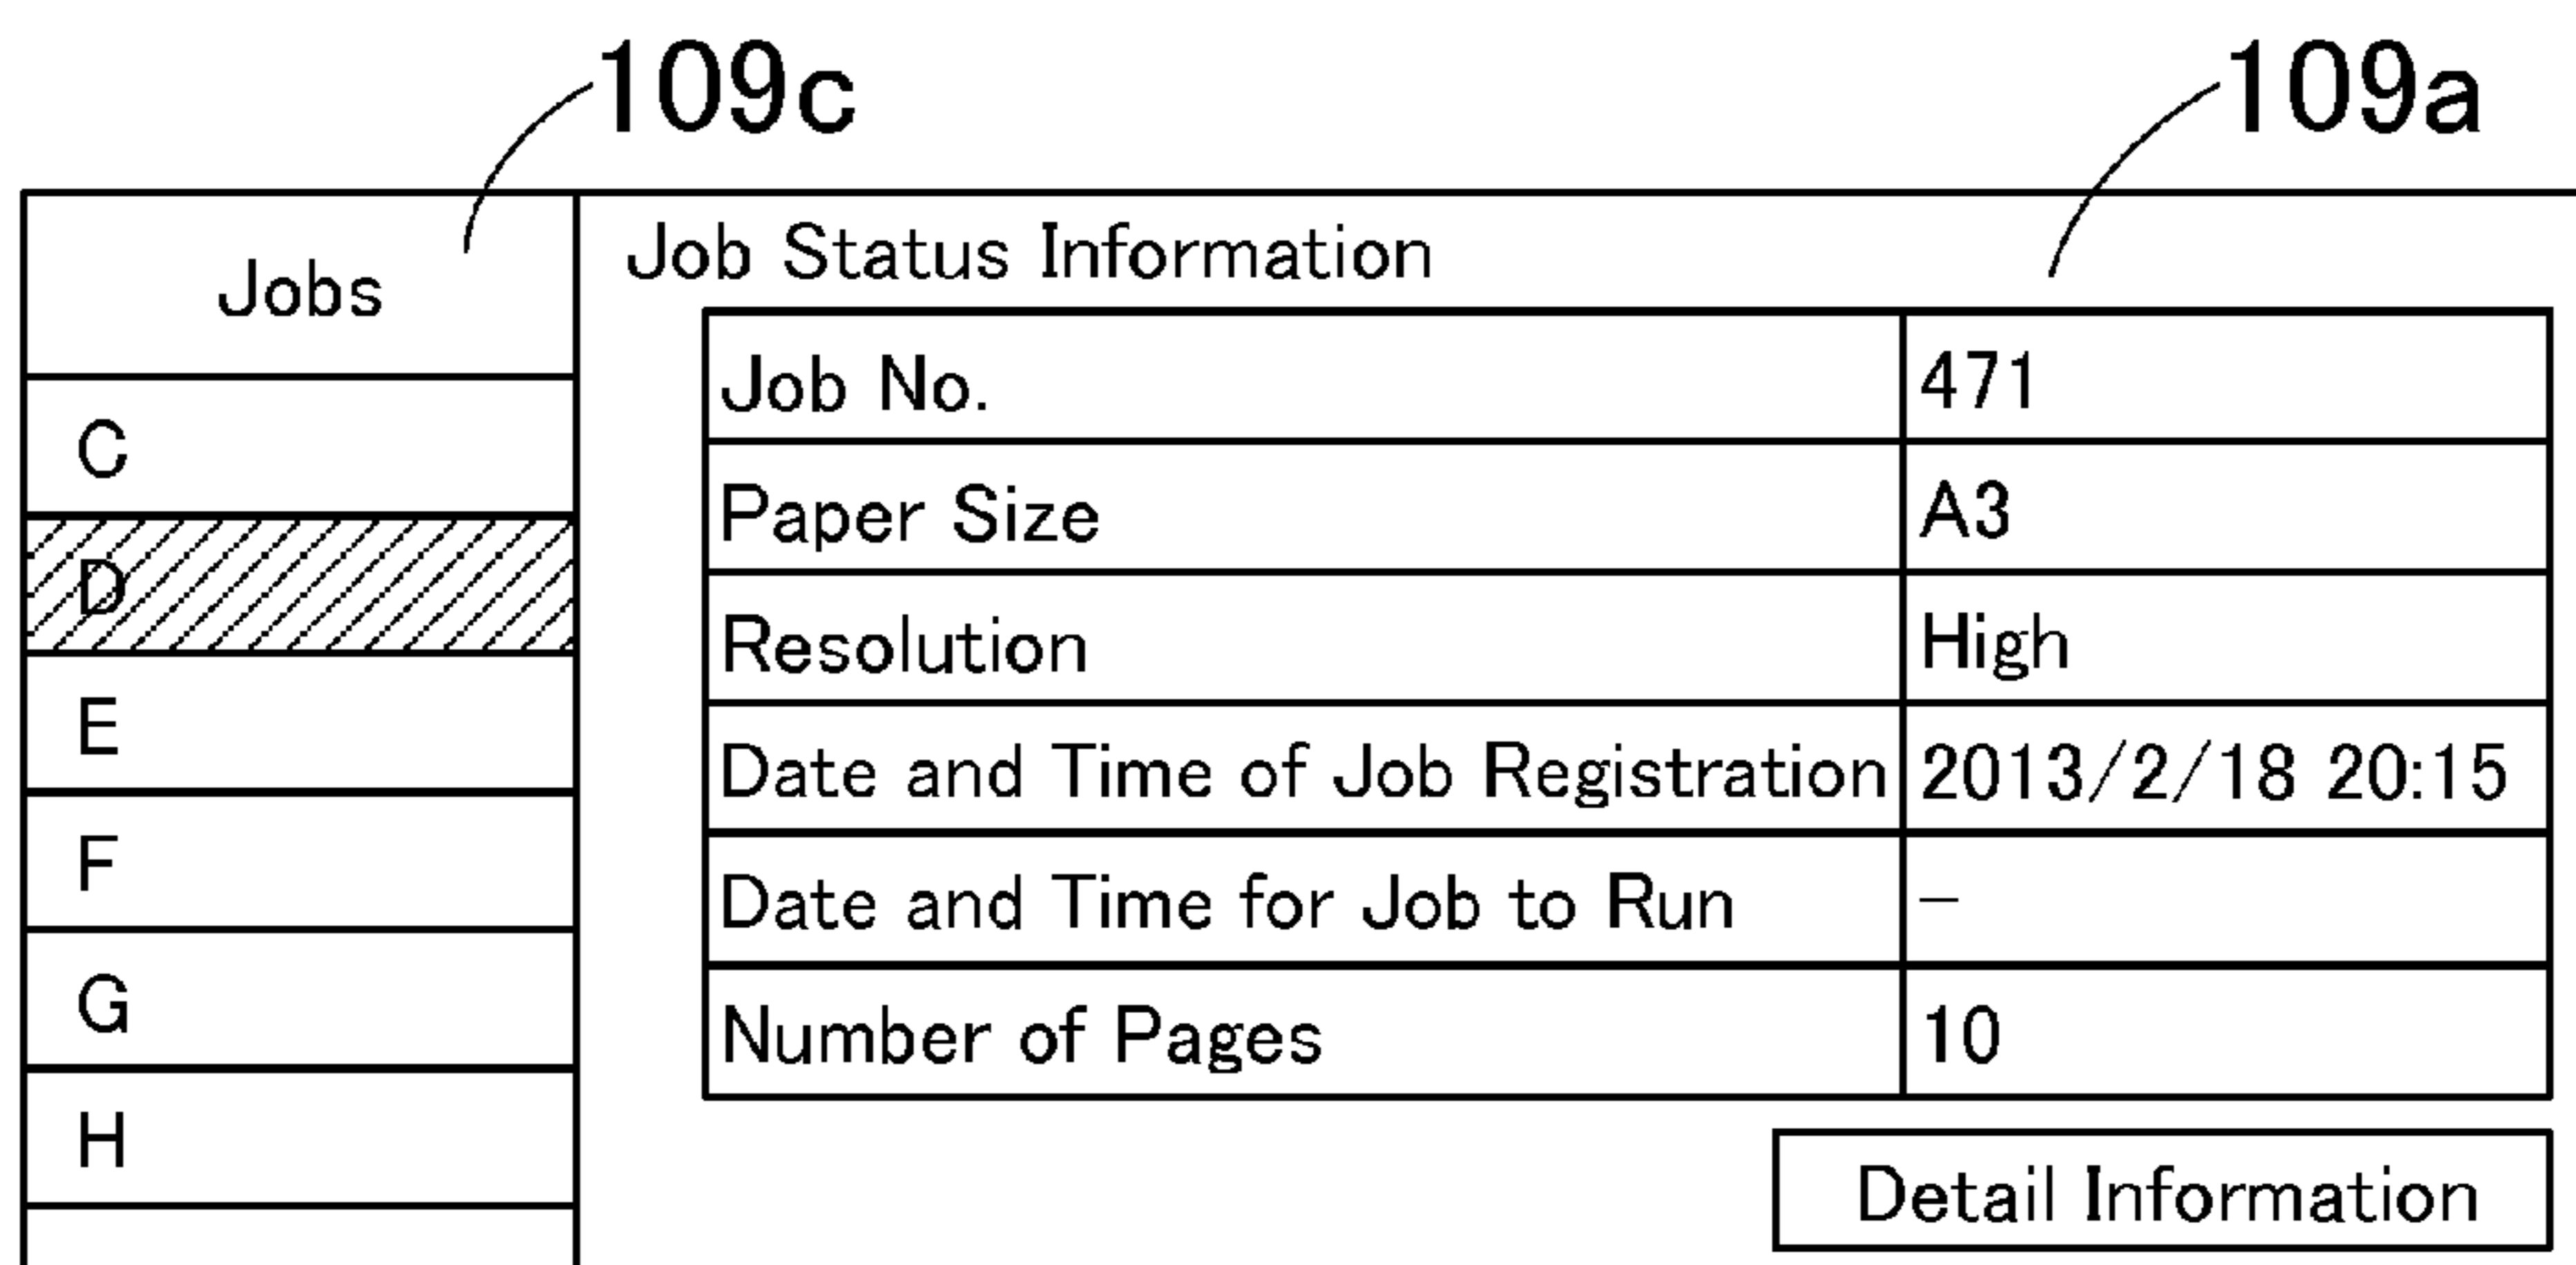 109c
109a
Jobs
C
D
E
F
G
H
Job Status Information
Job No. 471
Paper Size A3
Resolution High
Date and Time of Job Registration 2013/2/18 20:15
Date and Time for Job to Run –
Number of Pages 10
Detail Information